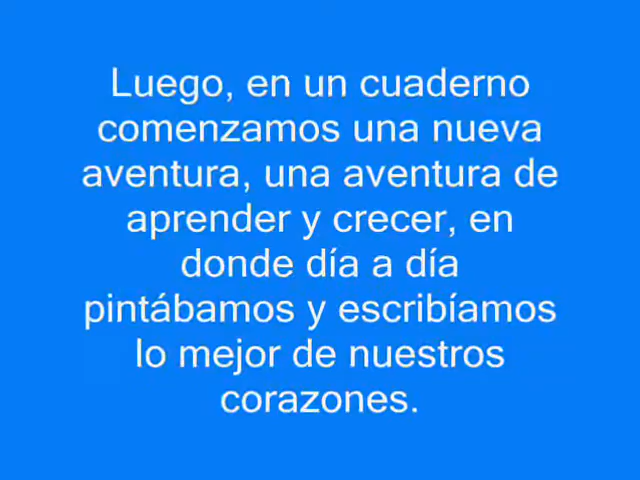 Luego, en un cuaderno
comenzamos una nueva
aventura, una aventura de
aprender y crecer, en
donde día a día
pintábamos y escribíamos
lo mejor de nuestros
corazones.